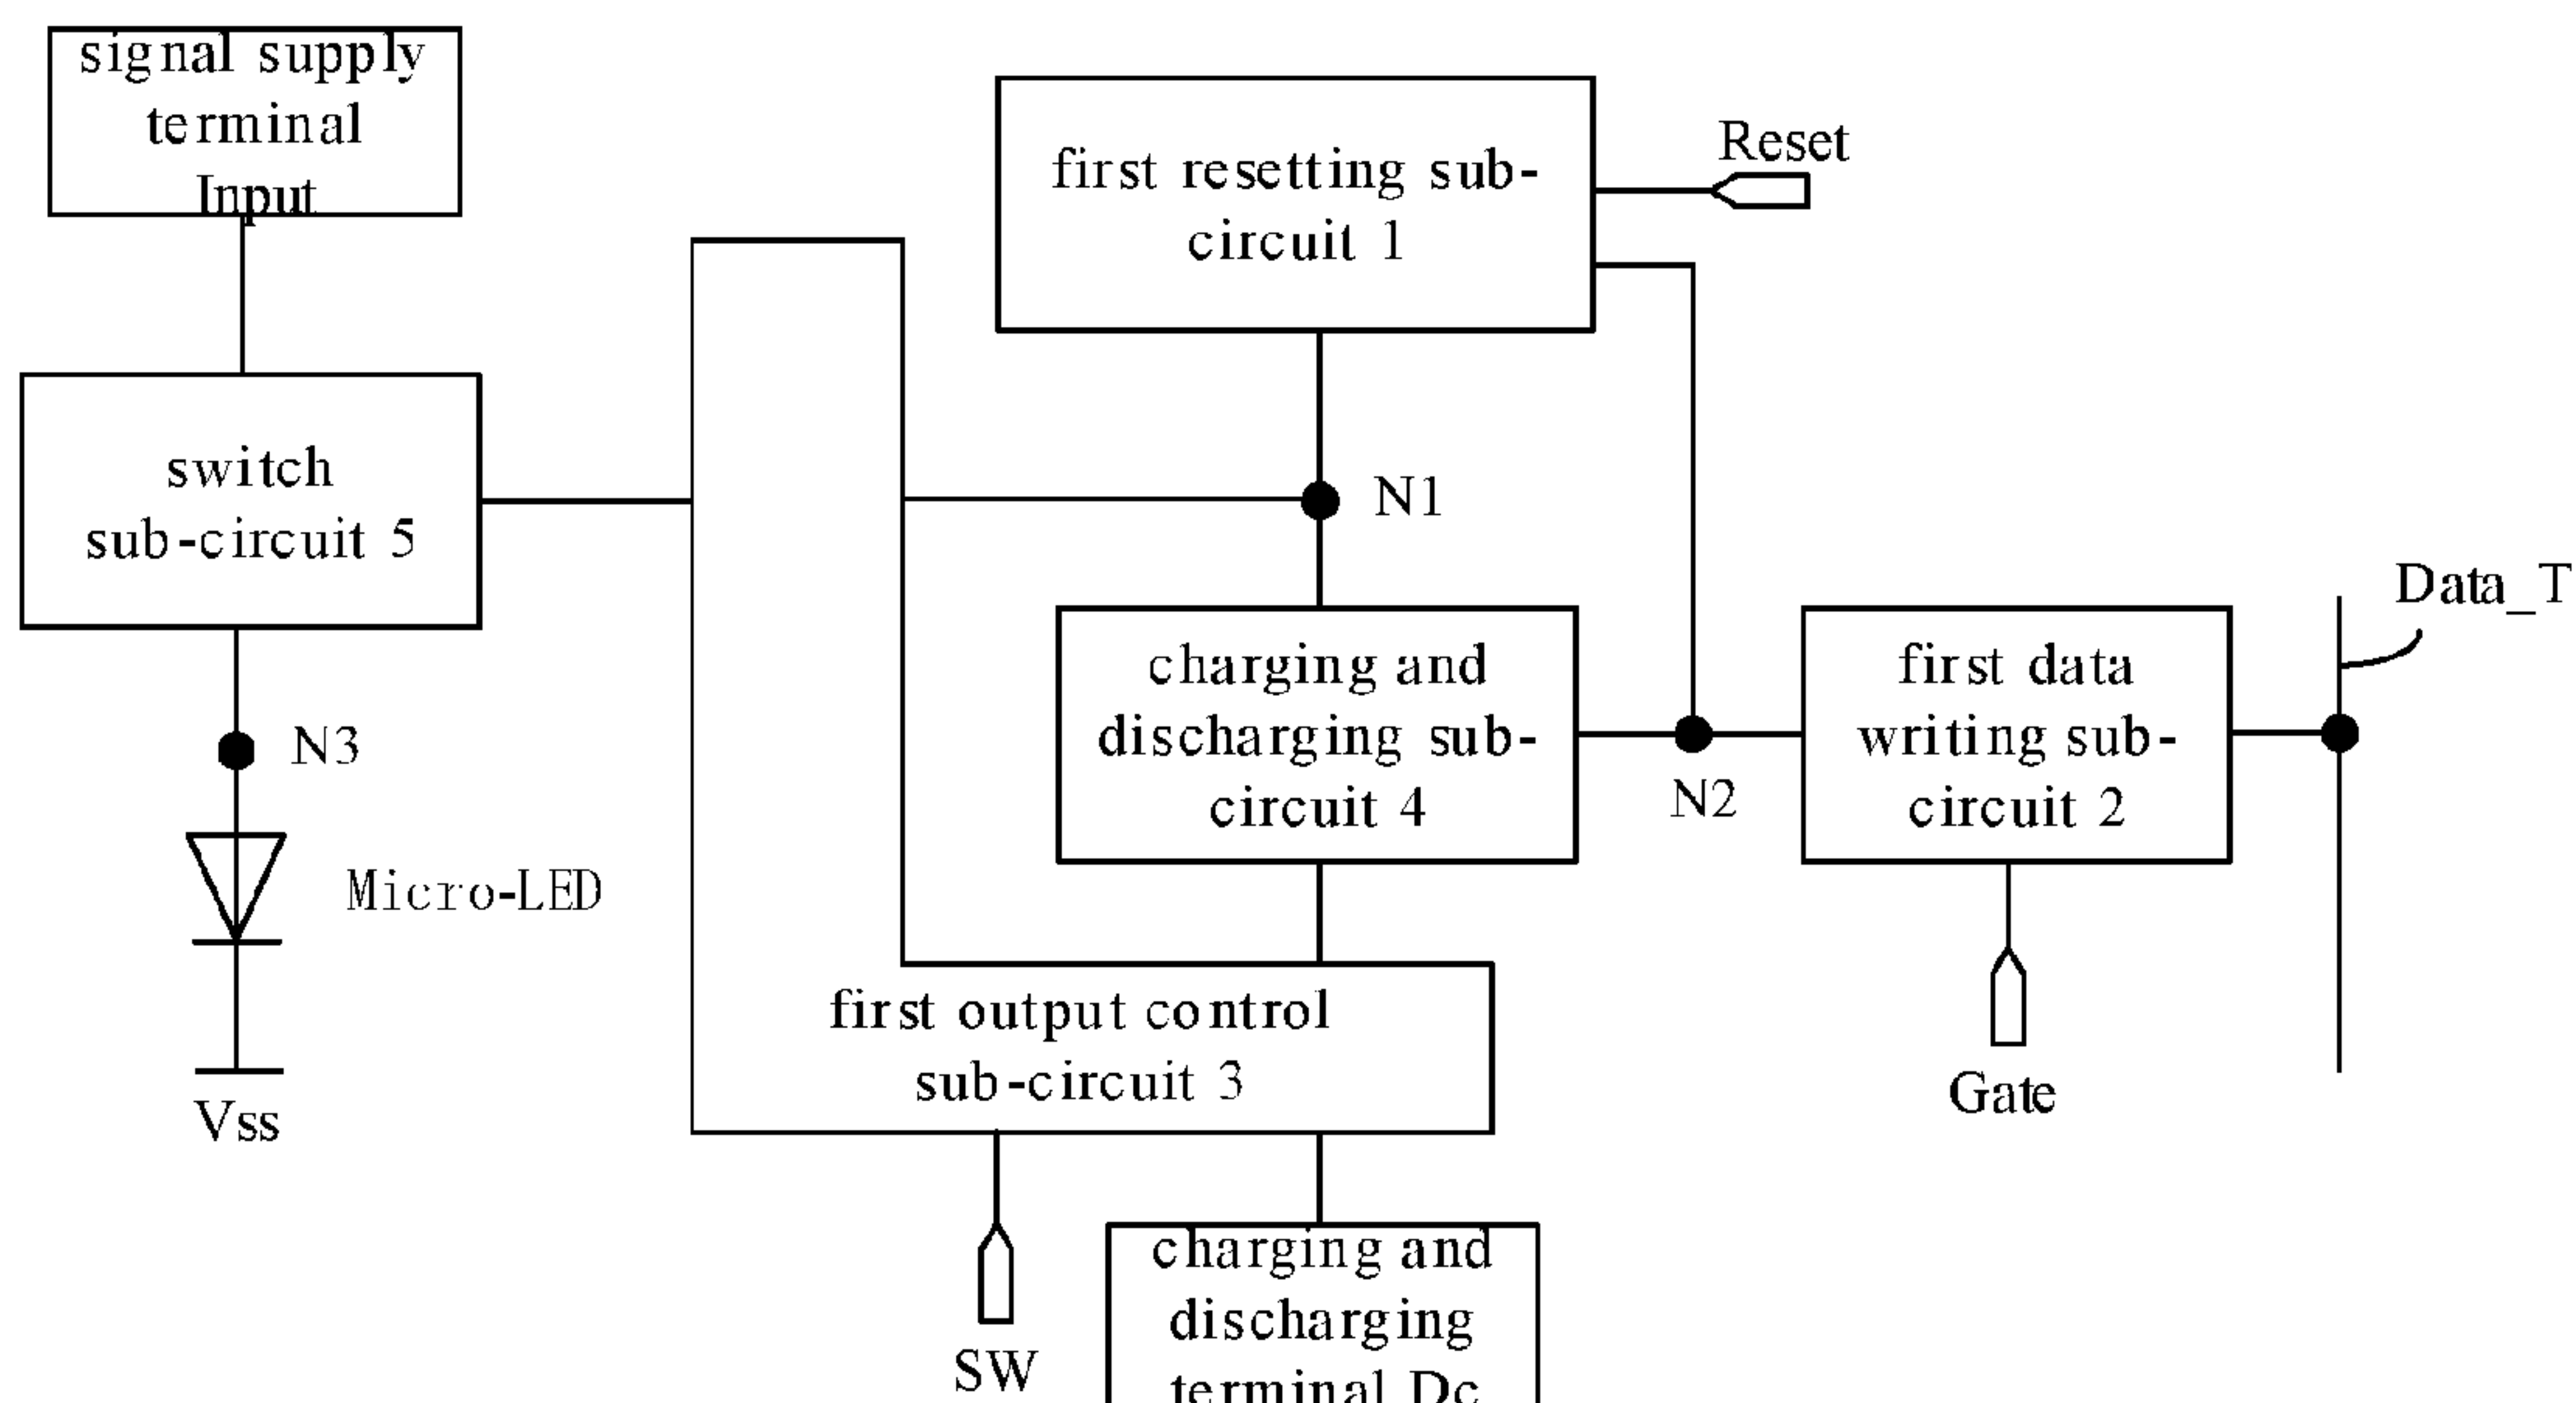 signal supply
terminal
Input
first resetting sub-
circuit 1
Reset
switch
sub-circuit 5
N1
Data_T
charging and
discharging sub-
circuit 4
first data
writing sub-
circuit 2
N3
N2
Micro-LED
first output control
sub-circuit 3
Gate
Vss
charging and
discharging
terminal Dc
SW